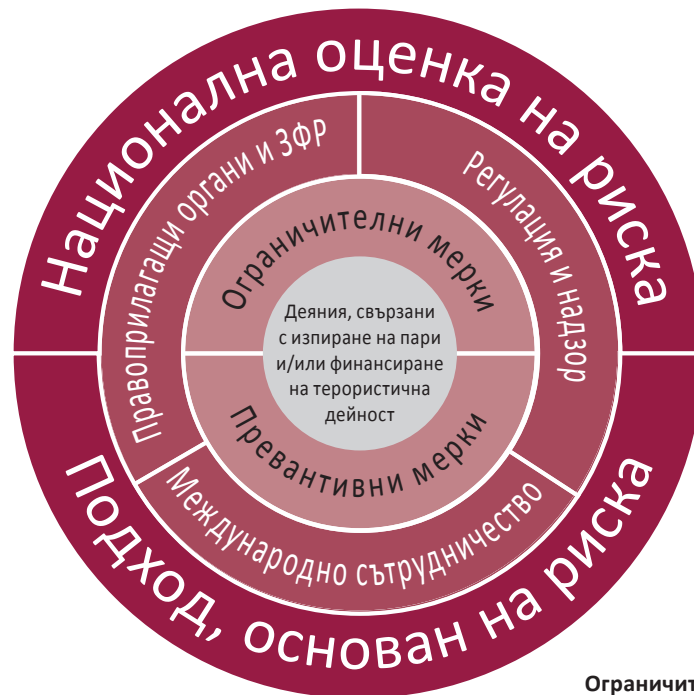 Национална оценка на риска
Правоприлагащи органи и ЗФР
Регулация и надзор
Ограничителни мерки
Деяния, свързани
с изпиране на пари
и/или финансиране
на терористична
дейност
Превантивни мерки
Международно сътрудничество
Подход, основан на риска
Ограничит